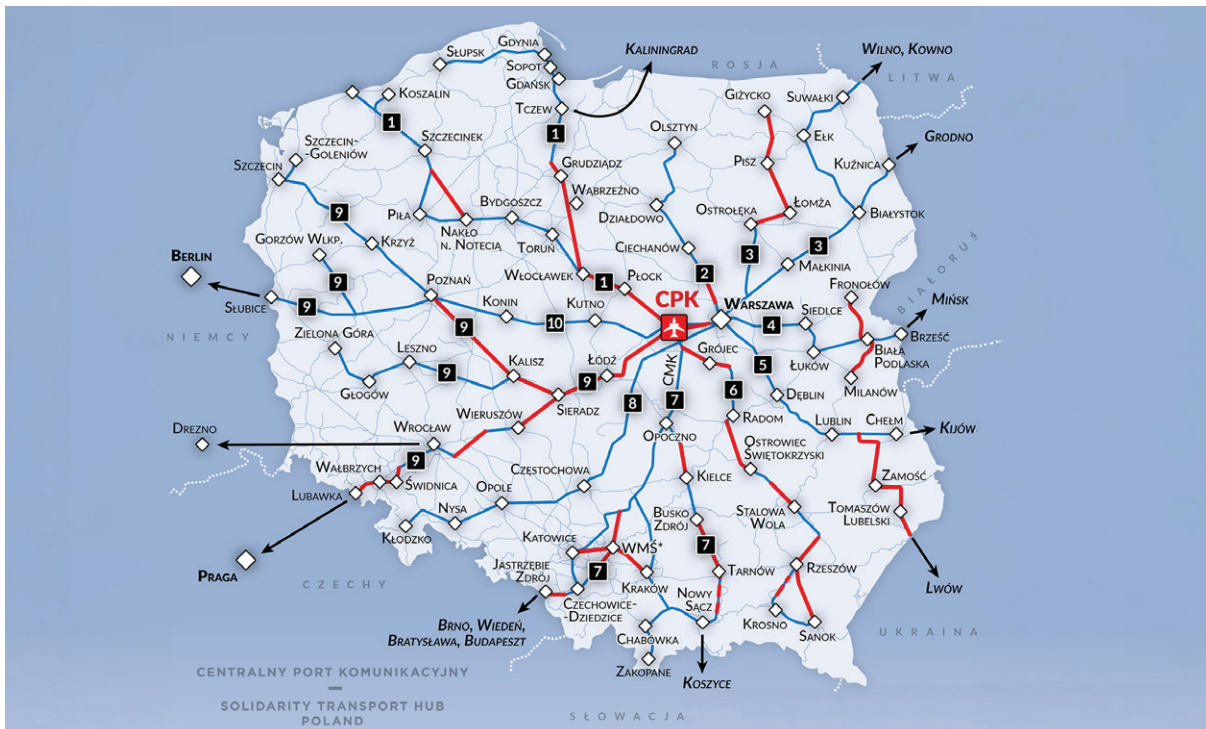 Gdynia
Słupsk
Kaliningrad
Wilno, Kowno
Sopot
ROSJA
LITWA
Gdańsk
Giżycko
Suwałki
Koszalin
Tczew
1
Olsztyn
1
Ełk
Grodno
Szczecin-
-Goleniów
Szczecinek
Grudziądz
Pisz
Kuźnica
Szczecin
Wąbrzeźno
Bydgoszcz
Ostrołęka
Łomża
9
Piła
Działdowo
Białystok
Gorzów Wlkp.
Krzyż
Nakło
n. Notecią
Toruń
Ciechanów
3
3
Berlin
9
Poznań
Włocławek
1
Płock
2
Małkinia
Fronołów
BIAŁORUŚ
Mińsk
Słubice
9
Konin
Kutno
CPK
Warszawa
Siedlce
10
4
NIEMCY
Zielona Góra
9
Brześć
Leszno
Kalisz
Łódź
CMK
Grójec
5
Łuków
Biała
Podlaska
Głogów
9
9
8
7
6
Dęblin
Milanów
Sieradz
Radom
Wieruszów
Lublin
Chełm
Drezno
Wrocław
Opoczno
Kijów
Ostrowiec
Świętokrzyski
9
Wałbrzych
Częstochowa
Kielce
Zamość
Świdnica
Lubawka
Opole
Stalowa
Wola
Tomaszów
Lubelski
Nysa
Busko
Zdrój
Kłodzko
Katowice
WMŚ*
7
Praga
Jastrzębie
Zdrój
7
Tarnów
Rzeszów
CZECHY
Kraków
Lwów
Nowy
Sącz
Czechowice-
-Dziedzice
Brno, Wiedeń,
Bratysława, Budapeszt
Krosno
Sanok
UKRAINA
Chabówka
Zakopane
Koszyce
CENTRALNY PORT KOMUNIKACYJNY
—
SOLIDARITY TRANSPORT HUB
POLAND
SŁOWACJA